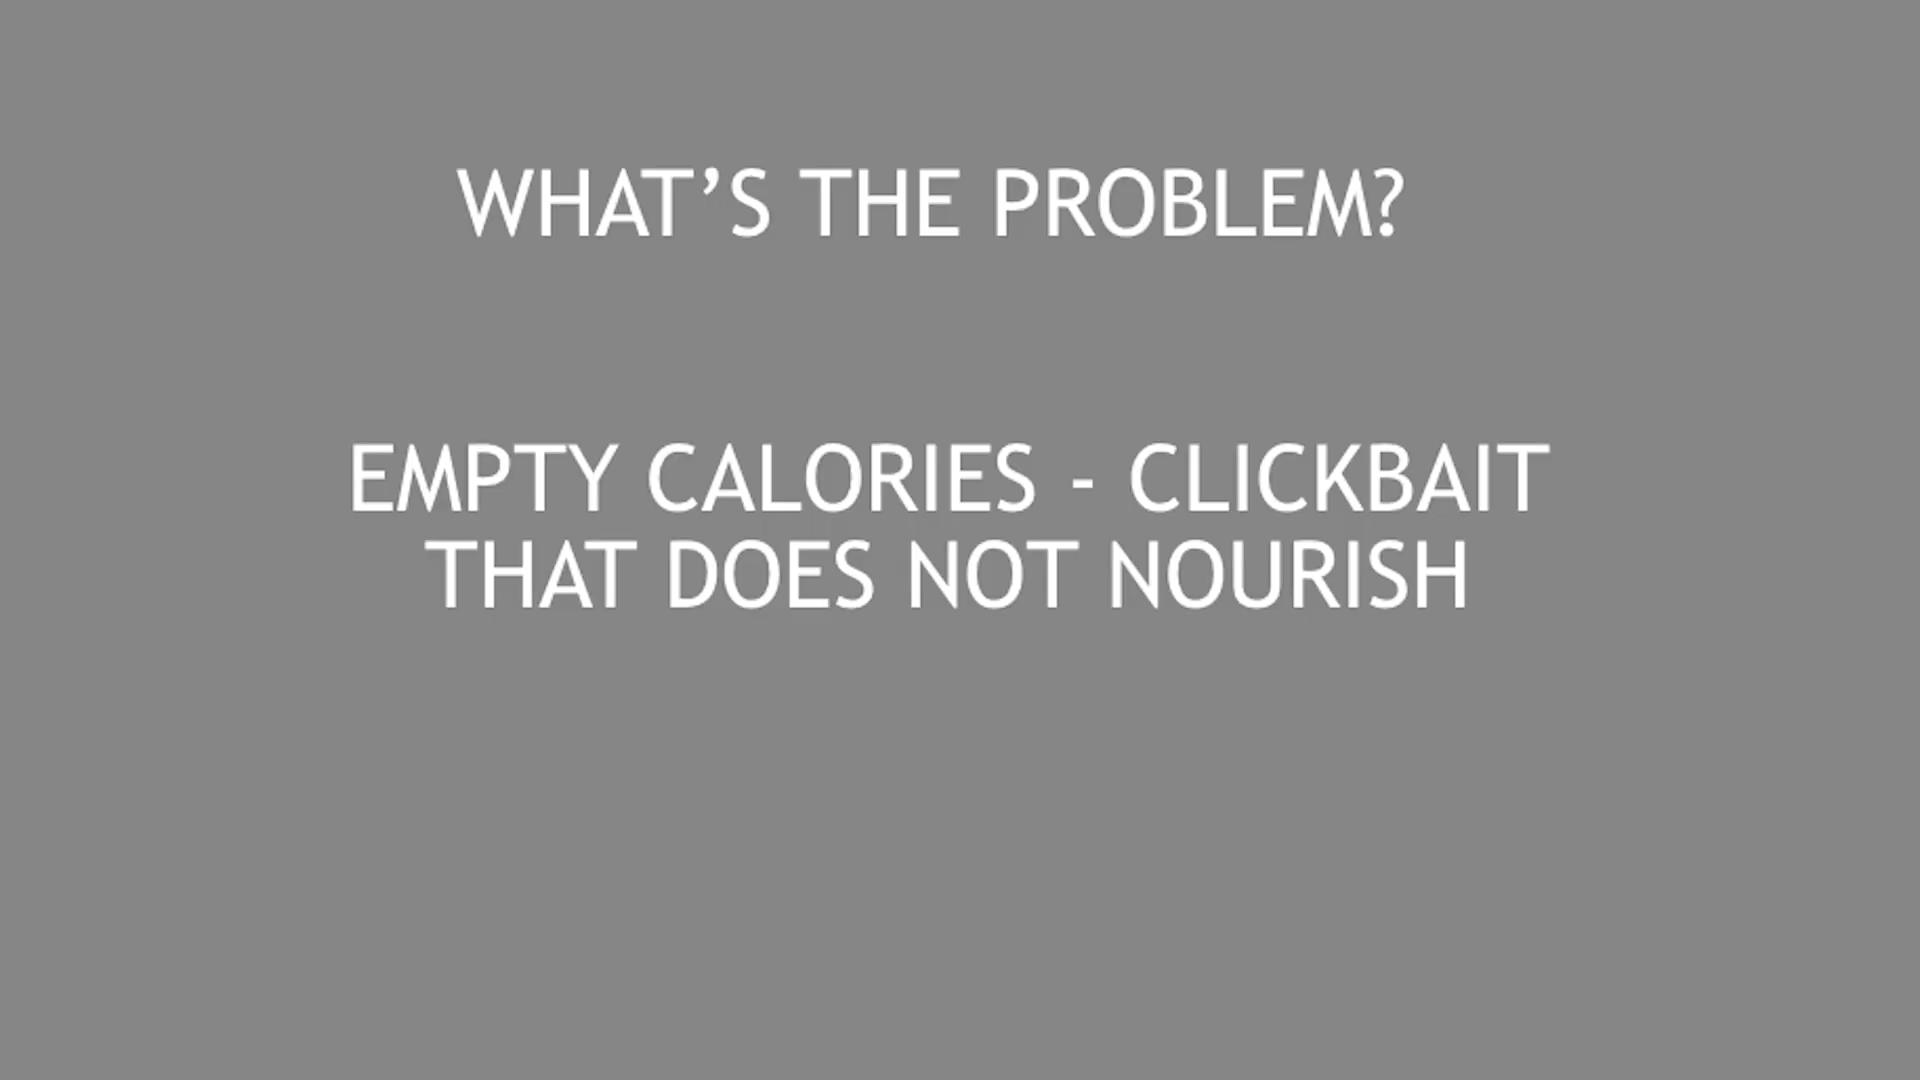 WHAT’S THE PROBLEM?
EMPTY CALORIES - CLICKBAIT
THAT DOES NOT NOURISH